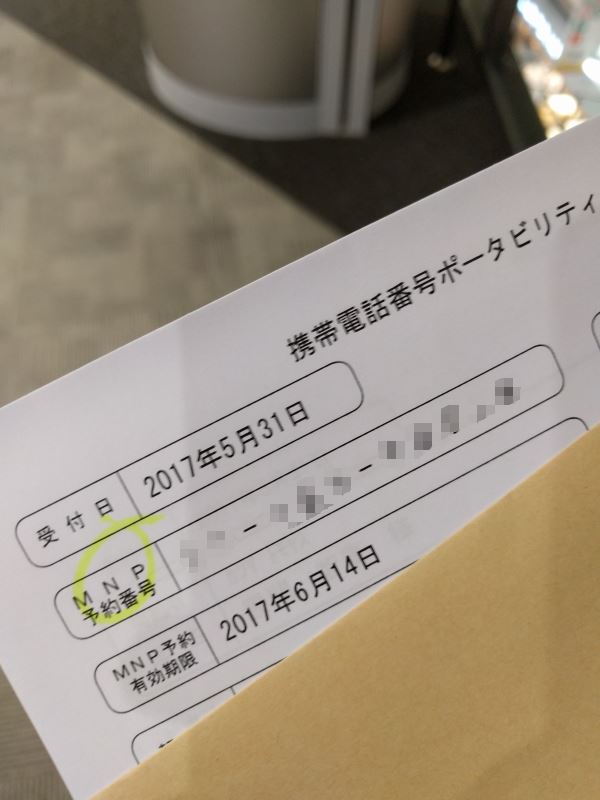 携帯電話番号ポータビリティ
受付日 2017年5月31日
MNP
予約番号 - -
MNP予約
有効期限 2017年6月14日